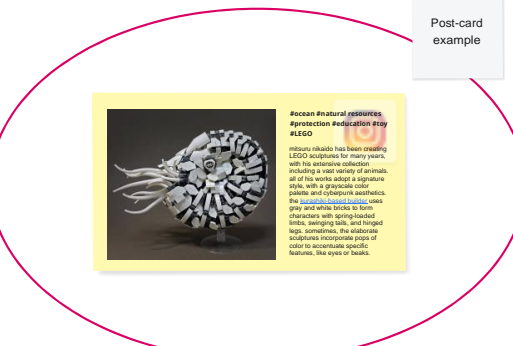 Post-card
example
#ocean #natural resources
#protection #education #toy
#LEGO
mitsuru nikaido has been creating
LEGO sculptures for many years,
with his extensive collection
including a vast variety of animals.
all of his works adopt a signature
style, with a grayscale color
palette and cyberpunk aesthetics.
the kurashiki-based builder uses
gray and white bricks to form
characters with spring-loaded
limbs, swinging tails, and hinged
legs. sometimes, the elaborate
sculptures incorporate pops of
color to accentuate specific
features, like eyes or beaks.